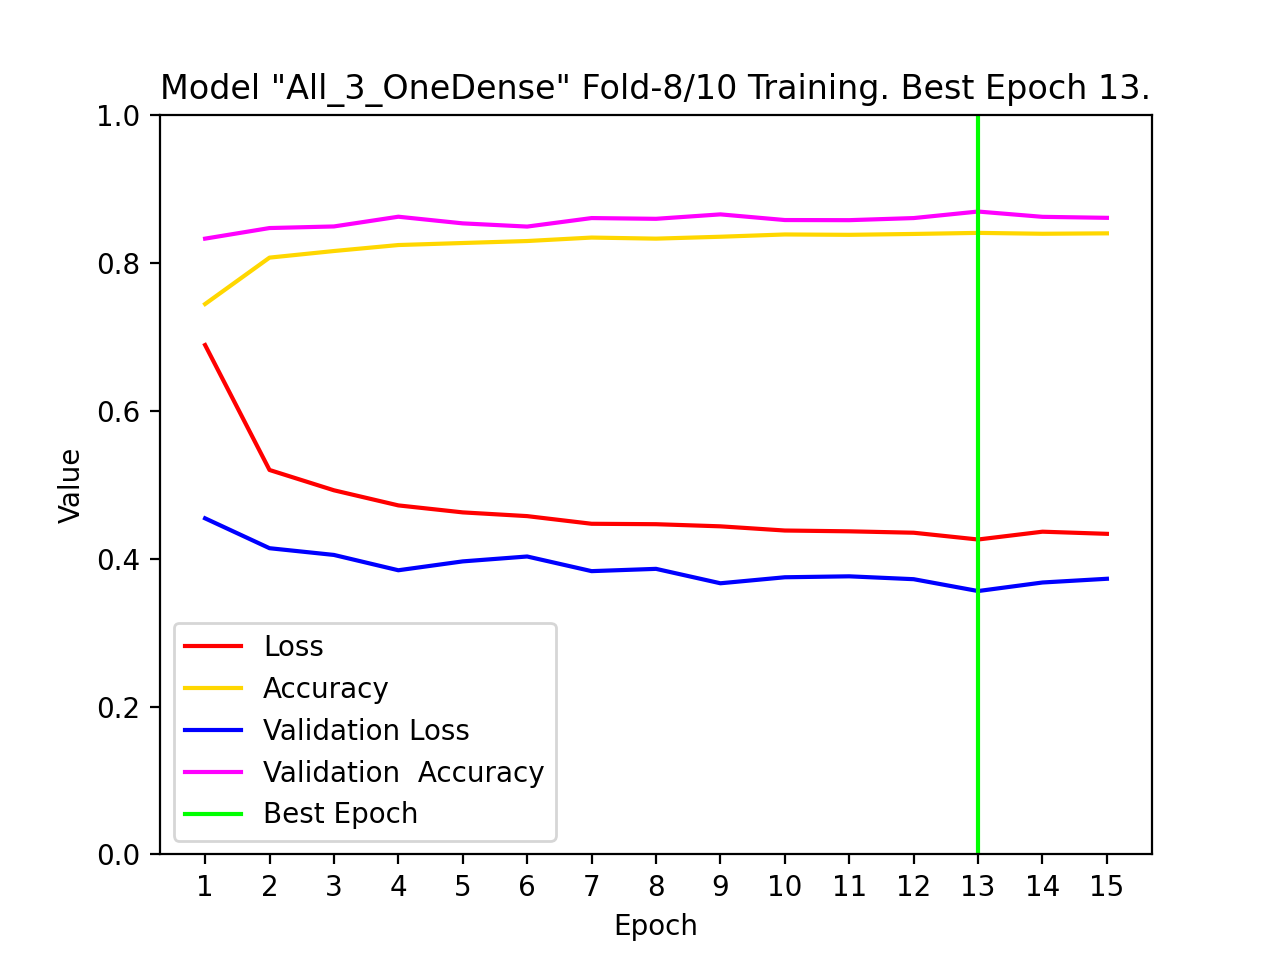 Model "All_3_OneDense" Fold-8/10 Training. Best Epoch 13.
1.0
0.8
0.6
0.4
0.2
0.0
Value
Loss
Accuracy
Validation Loss
Validation  Accuracy
Best Epoch
1 2 3 4 5 6 7 8 9 10 11 12 13 14 15
Epoch